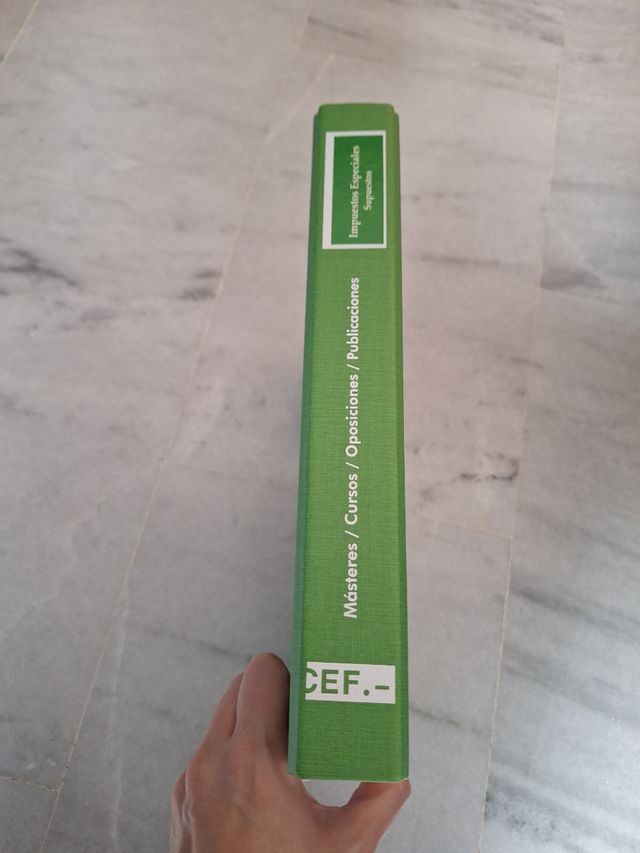 Impuestos Especiales
Supuestos
Másteres / Cursos / Oposiciones / Publicaciones
CEF.-